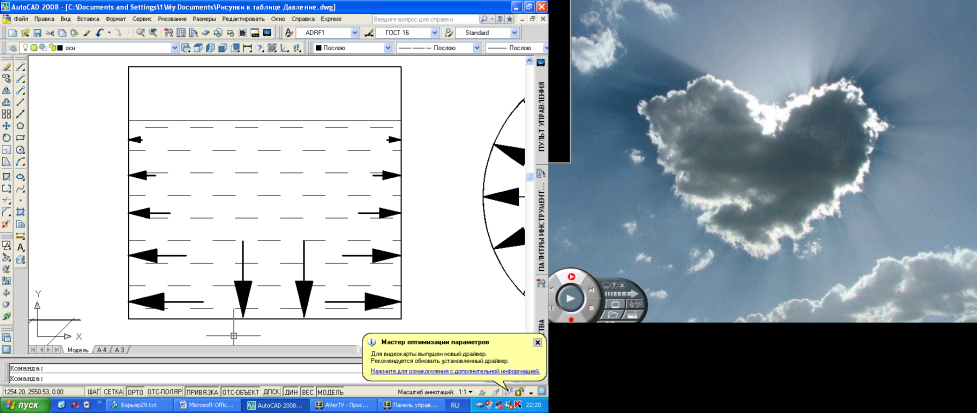 AutoCAD 2008 - [C:\Documents and Settings\1\My Documents\Рисунки к таблице Давление.dwg]
Файл Правка Вид Вставка Формат Сервис Рисование Размеры Редактировать Окно Справка Express
Введите вопрос для справки
ADRF1 ГОСТ 16 Standard
оси Послою Послою Послою
ПУЛЬТ УПРАВЛЕНИЯ
ПАЛИТРЫ ИНСТРУМЕНТ...
Y
X
Модель A4 A3
Мастер оптимизации параметров
Для видеокарты выпущен новый драйвер.
Рекомендуется обновить установленный драйвер.
Нажмите для ознакомления с дополнительной информацией.
Команда:
Команда:
1254.20, 2550.53, 0.00 ШАГ СЕТКА ОРТО ОТС-ПОЛЯР ПРИВЯЗКА ОТС-ОБЪЕКТ ДПСК ДИН ВЕС МОДЕЛЬ Масштаб аннотаций: 1:1
пуск Барьер29.txt Microsoft Offic... AutoCAD 2008... AVerTV - Прос... Панель управ... RU 22:20